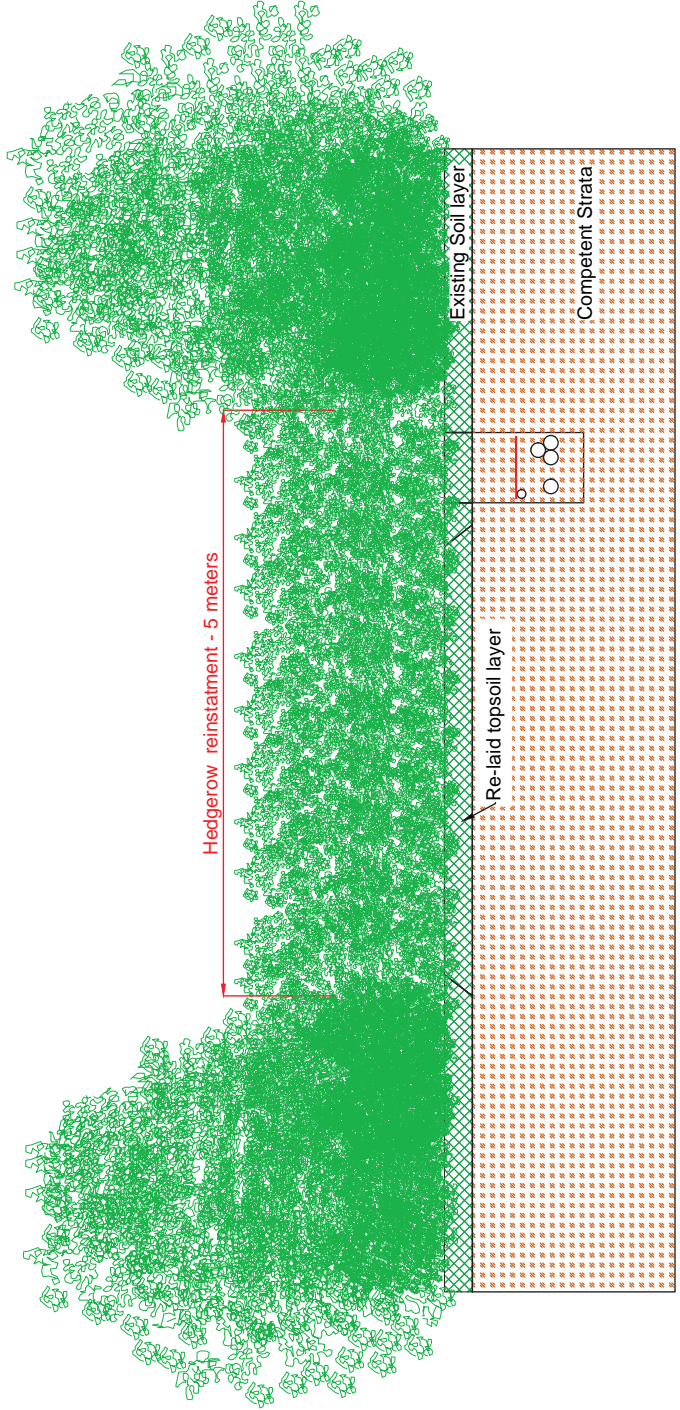 Hedgerow reinstatment - 5 meters
Existing Soil layer
Re-laid topsoil layer
Competent Strata